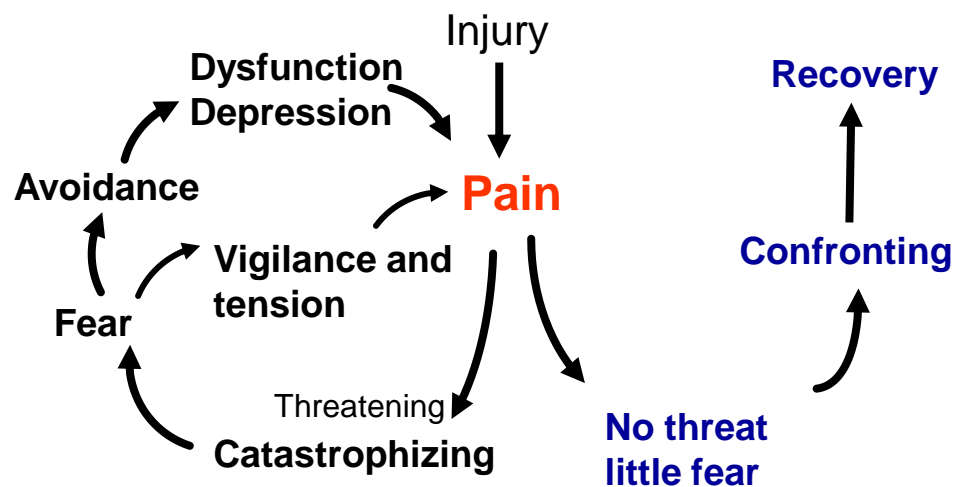 Injury
Dysfunction
Depression
Recovery
Avoidance
Pain
Vigilance and
tension
Confronting
Fear
Threatening
Catastrophizing
No threat
little fear